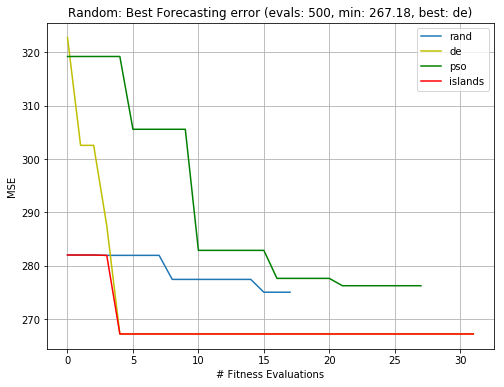 Random: Best Forecasting error (evals: 500, min: 267.18, best: de)
rand
de
pso
islands
MSE
320
310
300
290
280
270
0 5 10 15 20 25 30
# Fitness Evaluations